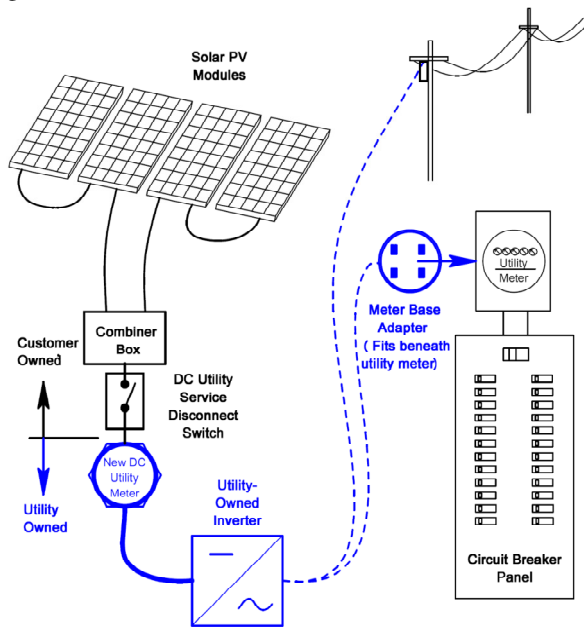 Solar PV
Modules
Utility
Meter
Meter Base
Adapter
( Fits beneath
utility meter)
Combiner
Box
Customer
Owned
DC Utility
Service
Disconnect
Switch
New DC
Utility
Meter
Utility
Owned
Utility-
Owned
Inverter
Circuit Breaker
Panel